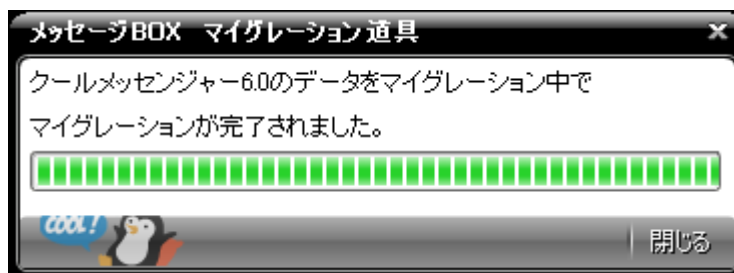 メッセージBOX マイグレーション道具
クールメッセンジャー6.0のデータをマイグレーション中で
マイグレーションが完了されました。
COOL!
閉じる